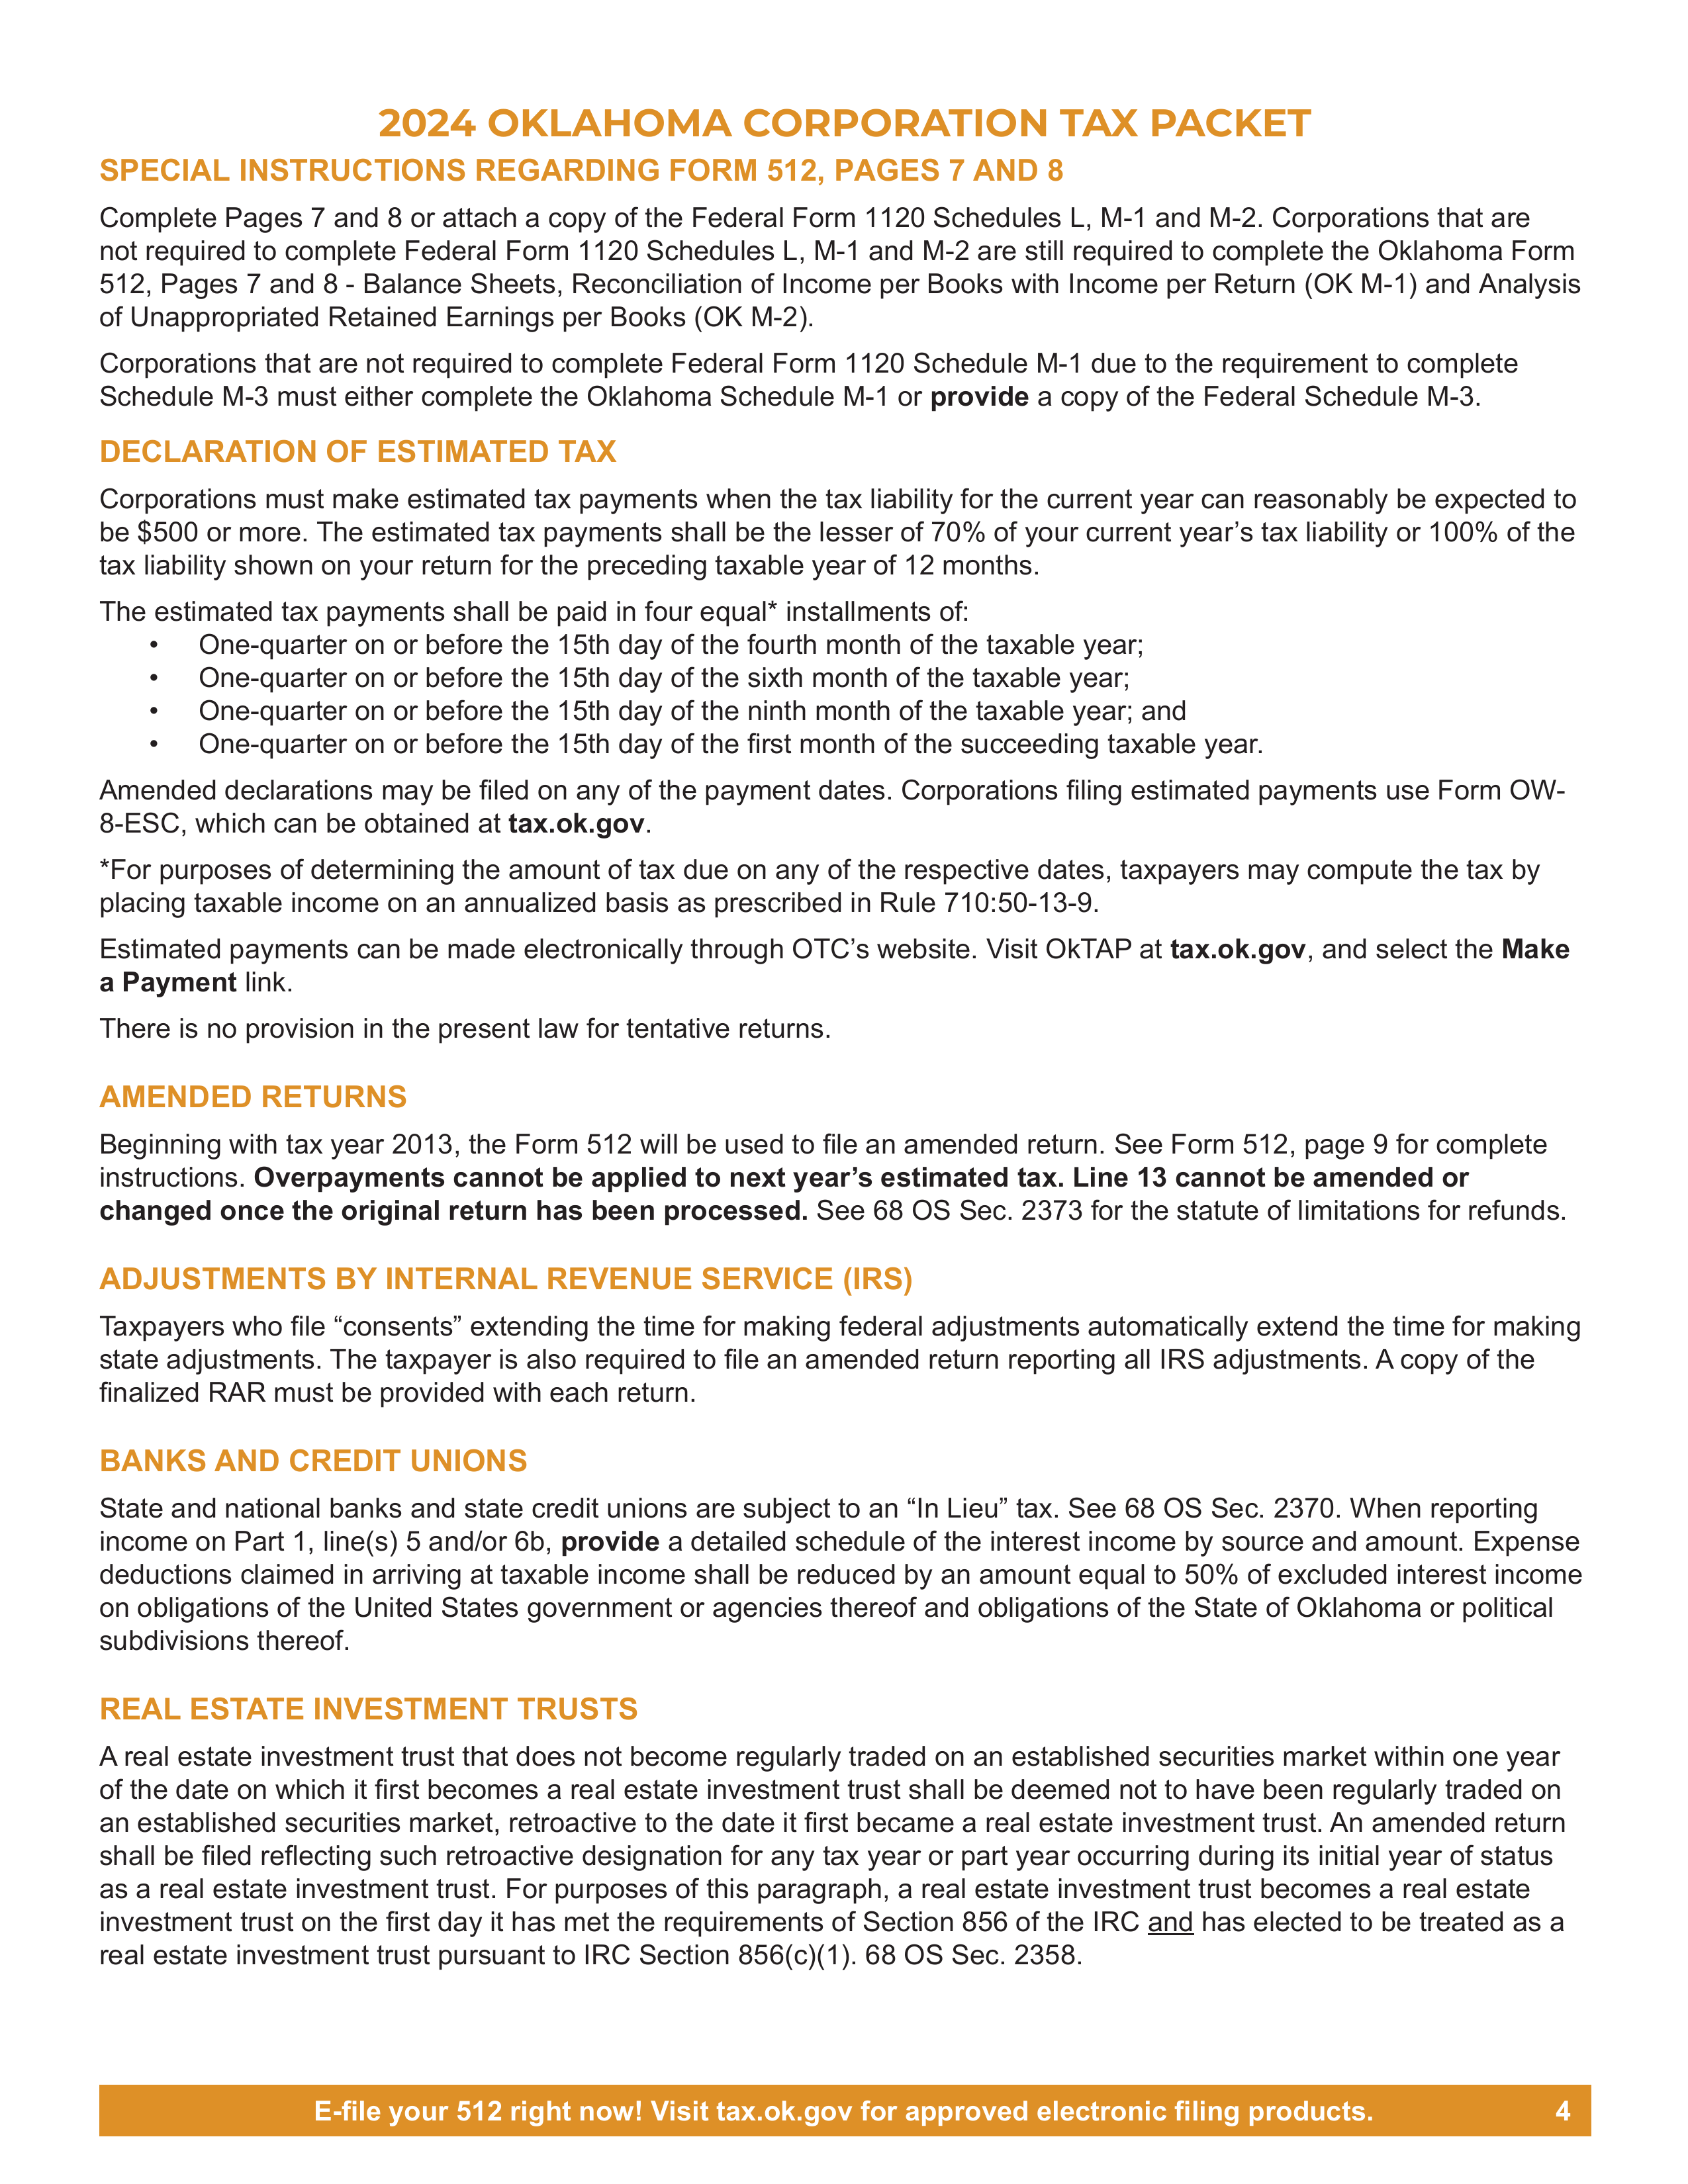 2024 OKLAHOMA CORPORATION TAX PACKET
SPECIAL INSTRUCTIONS REGARDING FORM 512, PAGES 7 AND 8
Complete Pages 7 and 8 or attach a copy of the Federal Form 1120 Schedules L, M-1 and M-2. Corporations that are
not required to complete Federal Form 1120 Schedules L, M-1 and M-2 are still required to complete the Oklahoma Form
512, Pages 7 and 8 - Balance Sheets, Reconciliation of Income per Books with Income per Return (OK M-1) and Analysis
of Unappropriated Retained Earnings per Books (OK M-2).
Corporations that are not required to complete Federal Form 1120 Schedule M-1 due to the requirement to complete
Schedule M-3 must either complete the Oklahoma Schedule M-1 or provide a copy of the Federal Schedule M-3.
DECLARATION OF ESTIMATED TAX
Corporations must make estimated tax payments when the tax liability for the current year can reasonably be expected to
be $500 or more. The estimated tax payments shall be the lesser of 70% of your current year’s tax liability or 100% of the
tax liability shown on your return for the preceding taxable year of 12 months.
The estimated tax payments shall be paid in four equal* installments of:
• One-quarter on or before the 15th day of the fourth month of the taxable year;
• One-quarter on or before the 15th day of the sixth month of the taxable year;
• One-quarter on or before the 15th day of the ninth month of the taxable year; and
• One-quarter on or before the 15th day of the first month of the succeeding taxable year.
Amended declarations may be filed on any of the payment dates. Corporations filing estimated payments use Form OW-
8-ESC, which can be obtained at tax.ok.gov.
*For purposes of determining the amount of tax due on any of the respective dates, taxpayers may compute the tax by
placing taxable income on an annualized basis as prescribed in Rule 710:50-13-9.
Estimated payments can be made electronically through OTC’s website. Visit OkTAP at tax.ok.gov, and select the Make
a Payment link.
There is no provision in the present law for tentative returns.
AMENDED RETURNS
Beginning with tax year 2013, the Form 512 will be used to file an amended return. See Form 512, page 9 for complete
instructions. Overpayments cannot be applied to next year’s estimated tax. Line 13 cannot be amended or
changed once the original return has been processed. See 68 OS Sec. 2373 for the statute of limitations for refunds.
ADJUSTMENTS BY INTERNAL REVENUE SERVICE (IRS)
Taxpayers who file “consents” extending the time for making federal adjustments automatically extend the time for making
state adjustments. The taxpayer is also required to file an amended return reporting all IRS adjustments. A copy of the
finalized RAR must be provided with each return.
BANKS AND CREDIT UNIONS
State and national banks and state credit unions are subject to an “In Lieu” tax. See 68 OS Sec. 2370. When reporting
income on Part 1, line(s) 5 and/or 6b, provide a detailed schedule of the interest income by source and amount. Expense
deductions claimed in arriving at taxable income shall be reduced by an amount equal to 50% of excluded interest income
on obligations of the United States government or agencies thereof and obligations of the State of Oklahoma or political
subdivisions thereof.
REAL ESTATE INVESTMENT TRUSTS
A real estate investment trust that does not become regularly traded on an established securities market within one year
of the date on which it first becomes a real estate investment trust shall be deemed not to have been regularly traded on
an established securities market, retroactive to the date it first became a real estate investment trust. An amended return
shall be filed reflecting such retroactive designation for any tax year or part year occurring during its initial year of status
as a real estate investment trust. For purposes of this paragraph, a real estate investment trust becomes a real estate
investment trust on the first day it has met the requirements of Section 856 of the IRC and has elected to be treated as a
real estate investment trust pursuant to IRC Section 856(c)(1). 68 OS Sec. 2358.
E-file your 512 right now! Visit tax.ok.gov for approved electronic filing products. 4